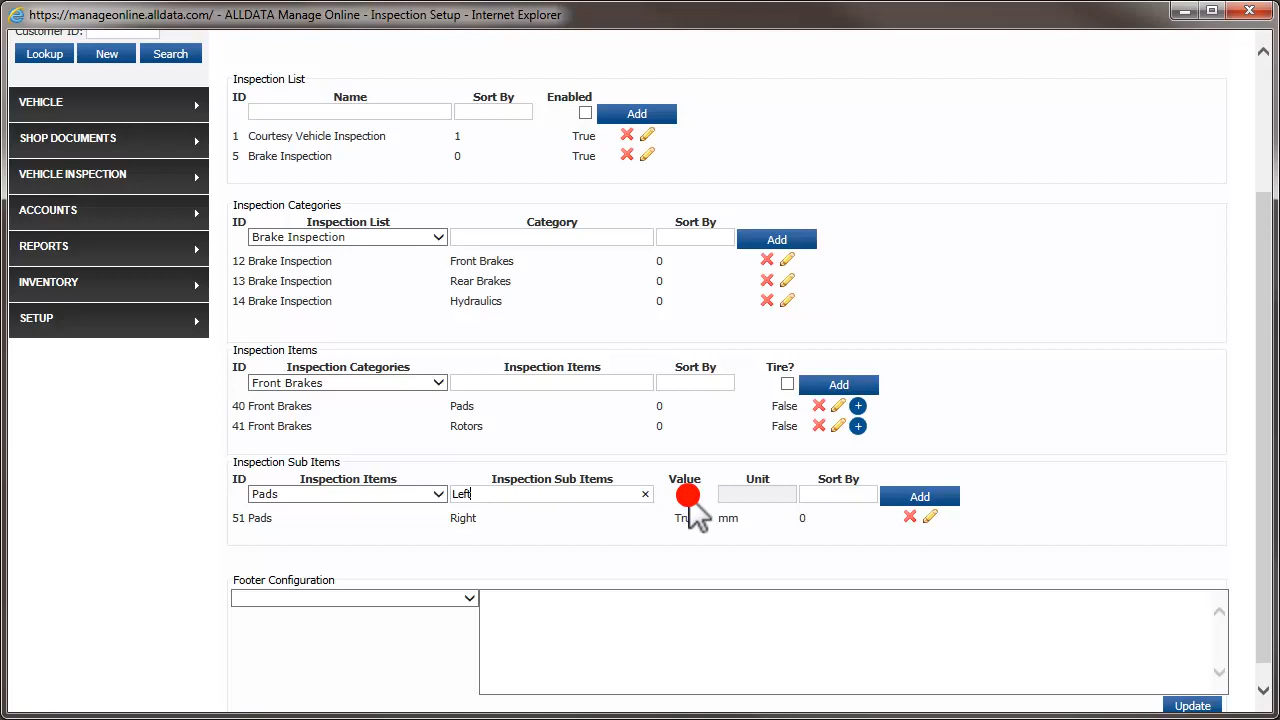 https://manageonline.alldata.com/ - ALLDATA Manage Online - Inspection Setup - Internet Explorer
Customer ID:
Lookup New Search
VEHICLE
SHOP DOCUMENTS
VEHICLE INSPECTION
ACCOUNTS
REPORTS
INVENTORY
SETUP
Inspection List
ID Name Sort By Enabled
Add
1 Courtesy Vehicle Inspection 1 True
5 Brake Inspection 0 True
Inspection Categories
ID Inspection List Category Sort By
Brake Inspection Add
12 Brake Inspection Front Brakes 0
13 Brake Inspection Rear Brakes 0
14 Brake Inspection Hydraulics 0
Inspection Items
ID Inspection Categories Inspection Items Sort By Tire?
Front Brakes Add
40 Front Brakes Pads 0 False
41 Front Brakes Rotors 0 False
Inspection Sub Items
ID Inspection Items Inspection Sub Items Value Unit Sort By
Pads Left Add
51 Pads Right mm 0
Footer Configuration
Update